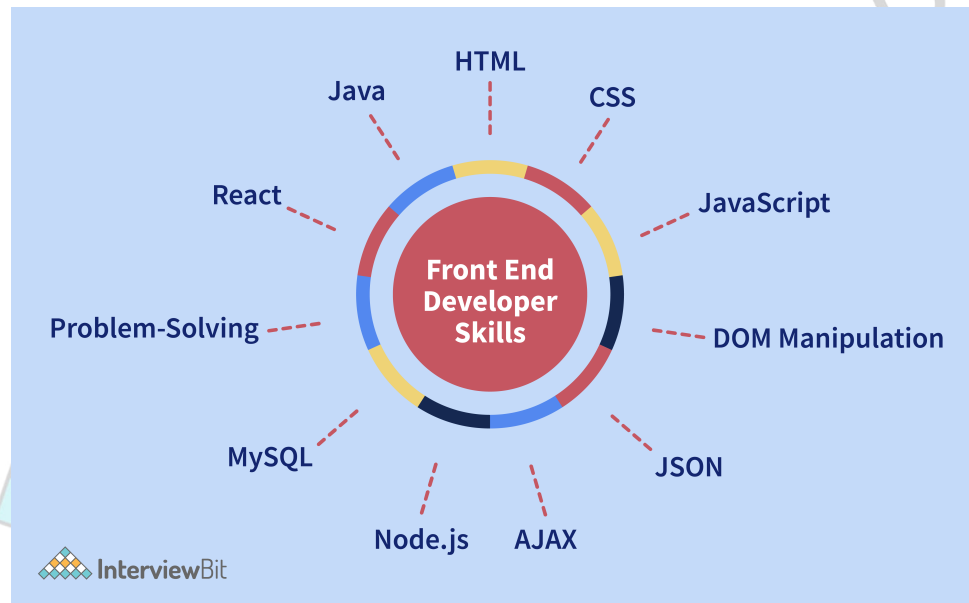 HTML
Java
CSS
React
JavaScript
Front End
Developer
Skills
Problem-Solving
DOM Manipulation
MySQL
JSON
Node.js
AJAX
InterviewBit